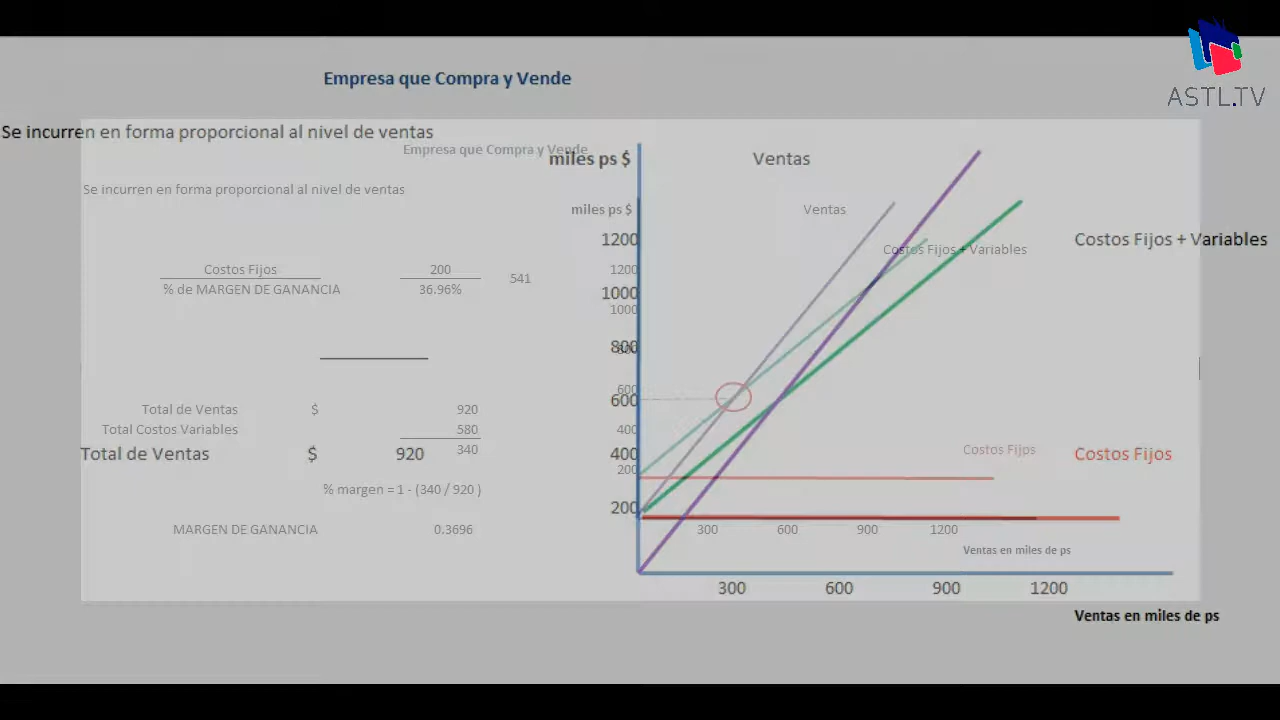 ASTL.TV
Empresa que Compra y Vende
Se incurren en forma proporcional al nivel de ventas
Empresa que Compra y Vende
miles ps $
Ventas
Se incurren en forma proporcional al nivel de ventas
miles ps $
Ventas
1200
Costos Fijos + Variables
Costos Fijos + Variables
Costos Fijos
200
1200
541
% de MARGEN DE GANANCIA
36.96%
1000
1000
800
800
600
600
Total de Ventas $ 920
Total Costos Variables 580
400
340
Total de Ventas $ 920
400
Costos Fijos
Costos Fijos
200
% margen = 1 - (340 / 920 )
200
MARGEN DE GANANCIA 0.3696
300 600 900 1200
Ventas en miles de ps
300 600 900 1200
Ventas en miles de ps